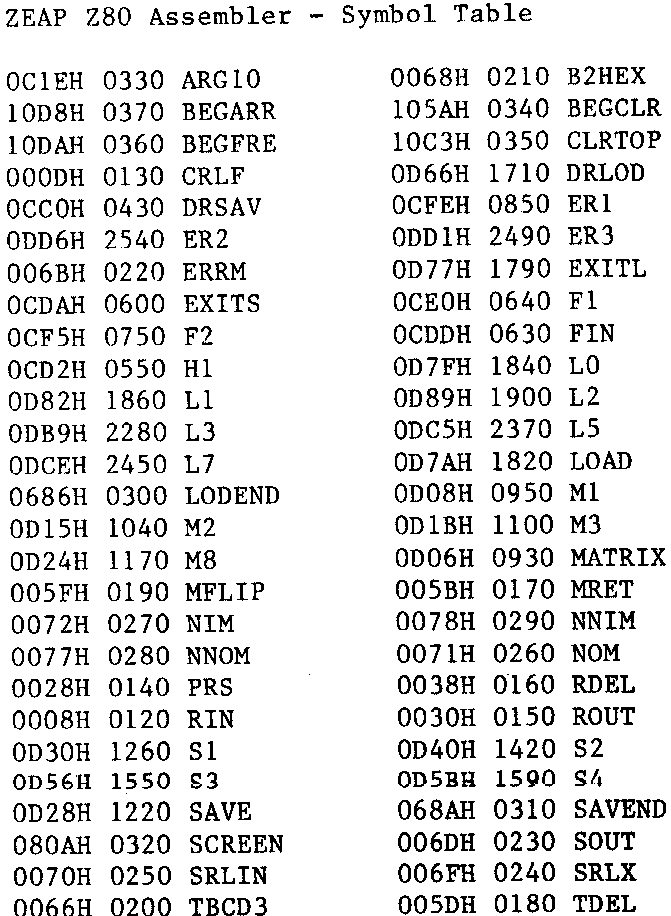 ZEAP Z80 Assembler - Symbol Table
0C1EH 0330 ARG10 0068H 0210 B2HEX
10D8H 0370 BEGARR 105AH 0340 BEGCLR
10DAH 0360 BEGFRE 10C3H 0350 CLRTOP
000DH 0130 CRLF 0D66H 1710 DRLOD
0CC0H 0430 DRSAV 0CFEH 0850 ER1
0DD6H 2540 ER2 0DD1H 2490 ER3
006BH 0220 ERRM 0D77H 1790 EXITL
0CDAH 0600 EXITS 0CE0H 0640 F1
0CF5H 0750 F2 0CDDH 0630 FIN
0CD2H 0550 H1 0D7FH 1840 L0
0D82H 1860 L1 0D89H 1900 L2
0DB9H 2280 L3 0DC5H 2370 L5
0DCEH 2450 L7 0D7AH 1820 LOAD
0686H 0300 LODEND 0D08H 0950 M1
0D15H 1040 M2 0D1BH 1100 M3
0D24H 1170 M8 0D06H 0930 MATRIX
005FH 0190 MFLIP 005BH 0170 MRET
0072H 0270 NIM 0078H 0290 NNIM
0077H 0280 NNOM 0071H 0260 NOM
0028H 0140 PRS 0038H 0160 RDEL
0008H 0120 RIN 0030H 0150 ROUT
0D30H 1260 S1 0D40H 1420 S2
0D56H 1550 S3 0D5BH 1590 S4
0D28H 1220 SAVE 068AH 0310 SAVEND
080AH 0320 SCREEN 006DH 0230 SOUT
0070H 0250 SRLIN 006FH 0240 SRLX
0066H 0200 TBCD3 005DH 0180 TDEL